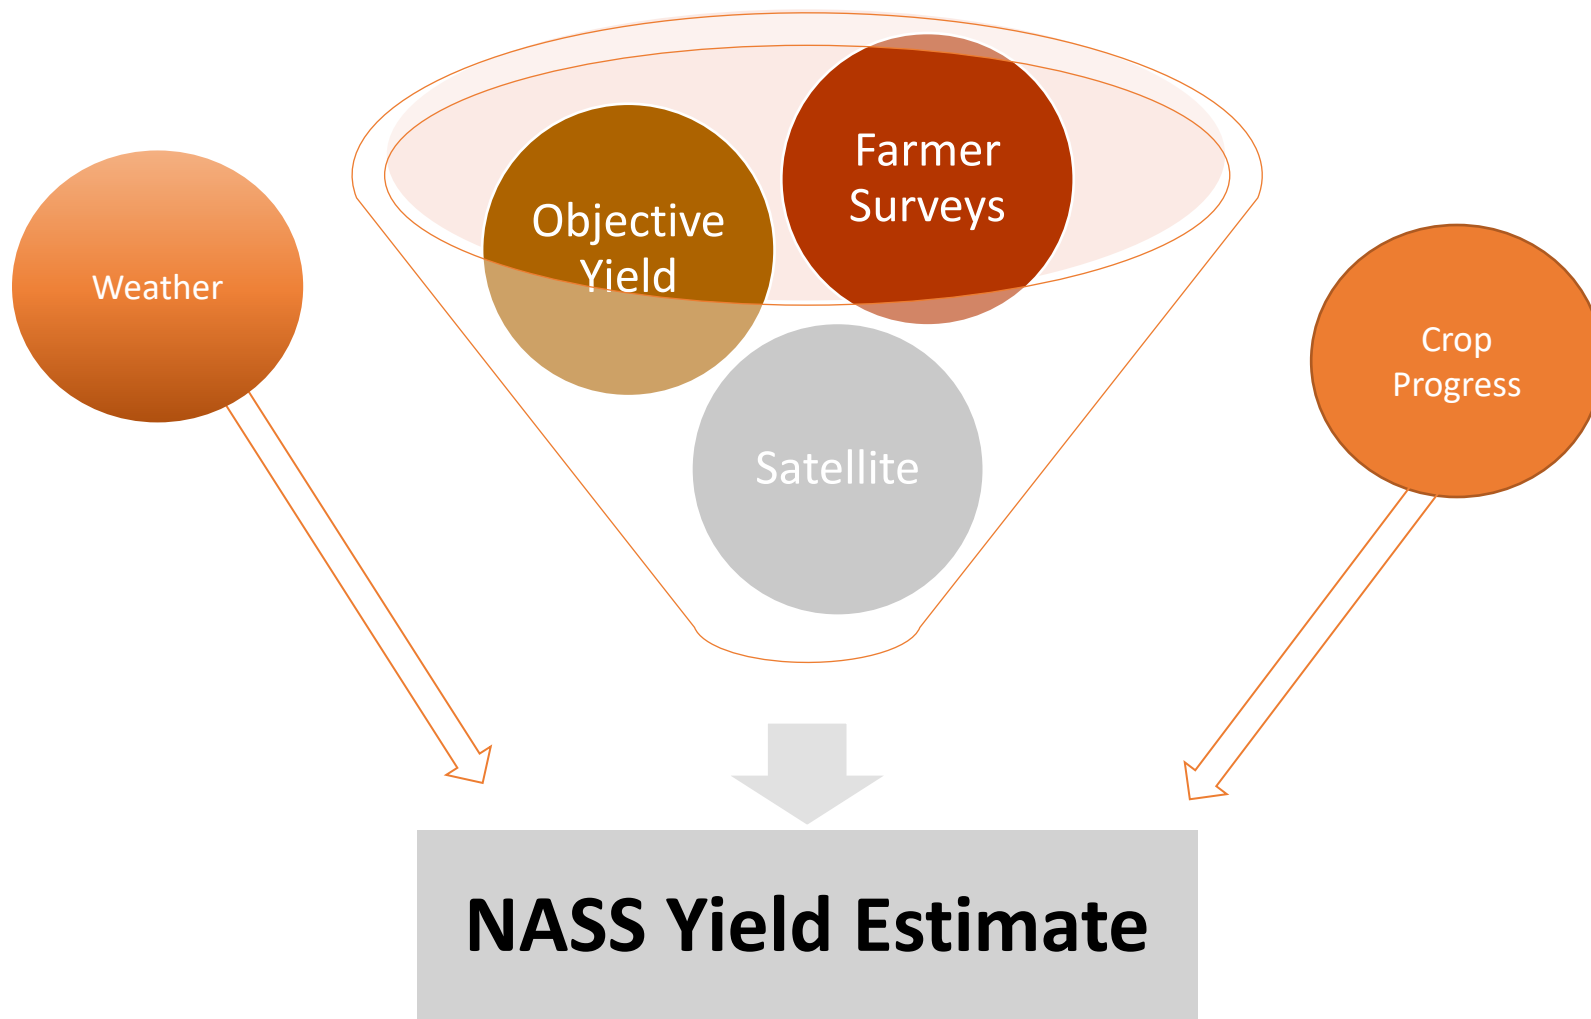 Farmer
Surveys
Objective
Yield
Weather
Crop
Progress
Satellite
NASS Yield Estimate